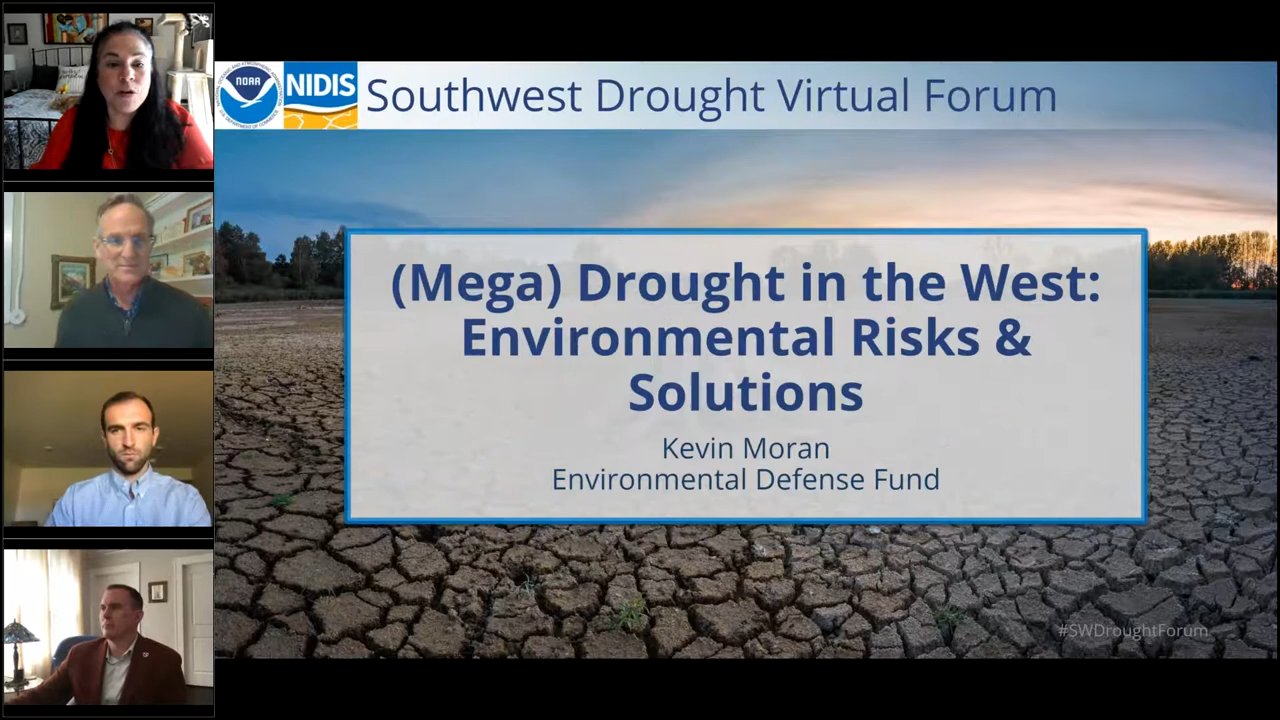 NOAA
NIDIS
Southwest Drought Virtual Forum
(Mega) Drought in the West:
Environmental Risks &
Solutions
Kevin Moran
Environmental Defense Fund
#SWDroughtForum